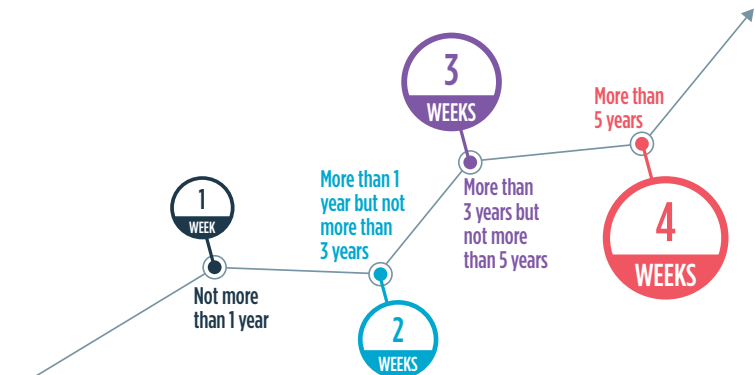 1
WEEK
Not more
than 1 year
More than 1
year but not
more than
3 years
2
WEEKS
3
WEEKS
More than
3 years but
not more
than 5 years
More than
5 years
4
WEEKS